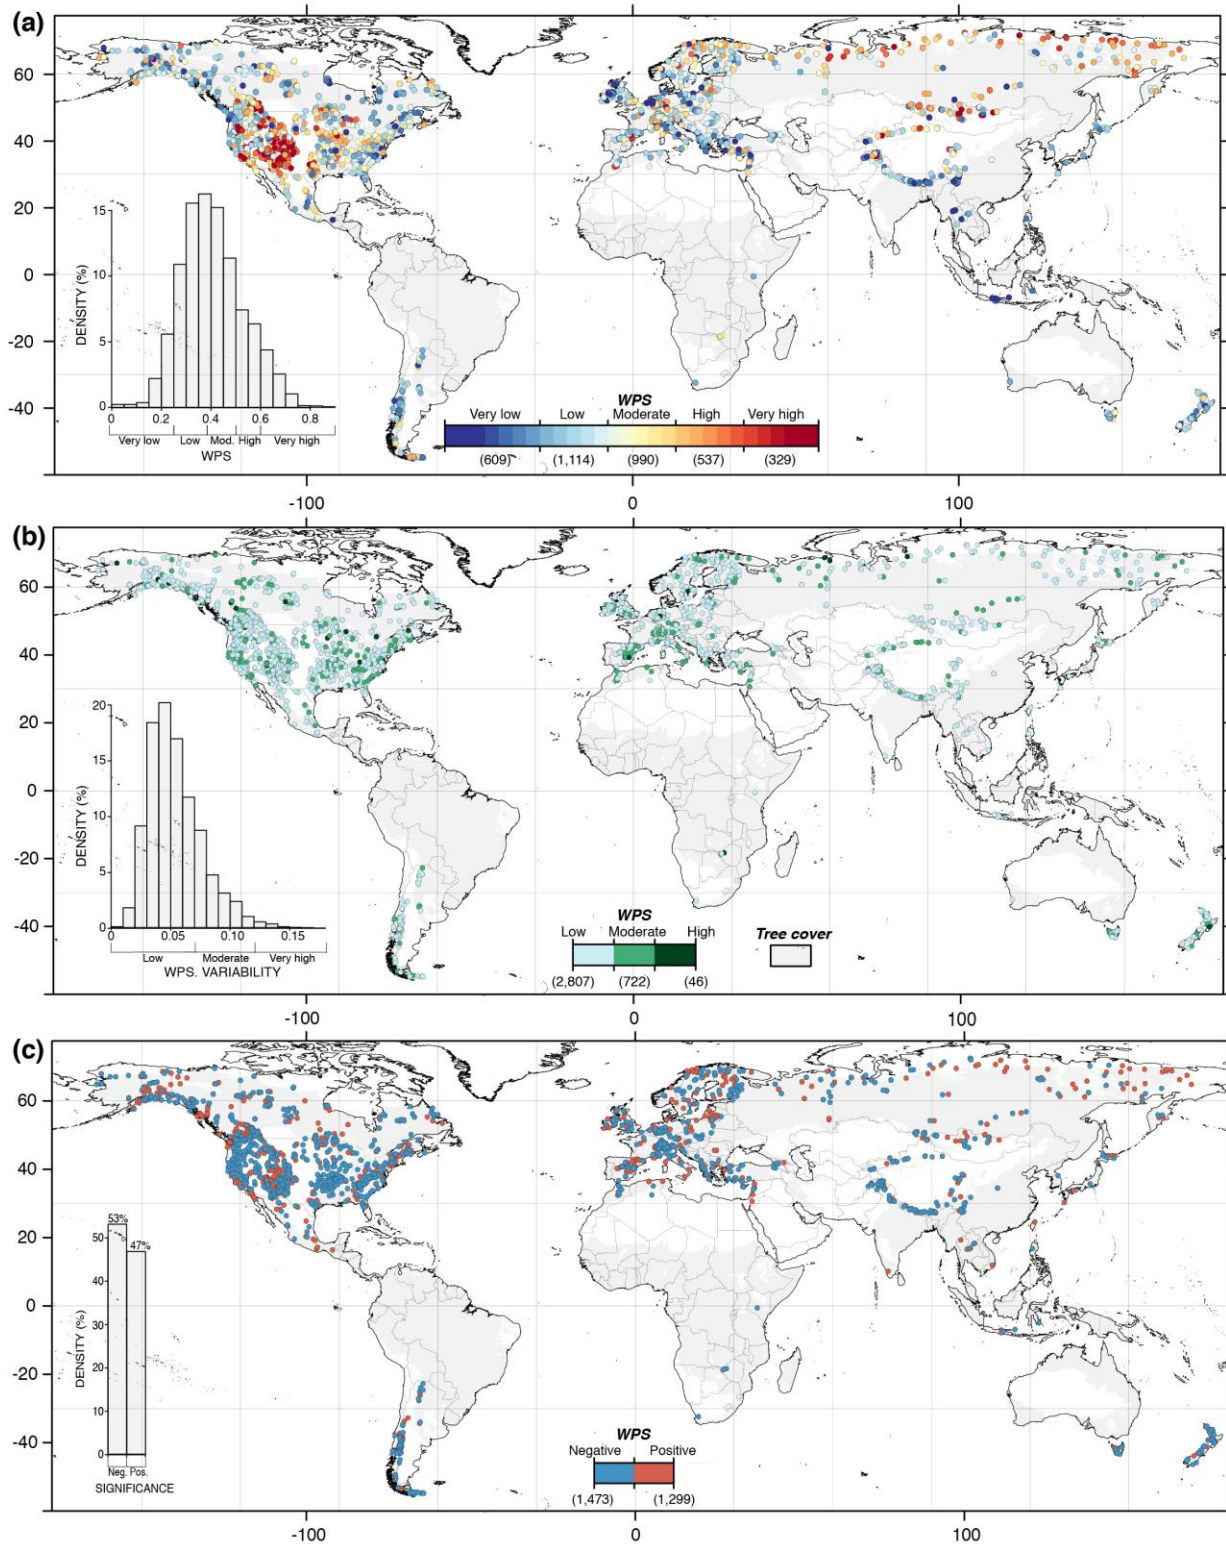 (a)
60
40
20
0
-20
-40
15
10
5
0
DENSITY (%)
0 0.2 0.4 0.6 0.8
Very low Low Mod. High Very high
WPS
WPS
Very low Low Moderate High Very high
(609) (1,114) (990) (537) (329)
-100 0 100
(b)
60
40
20
0
-20
-40
20
15
10
5
0
DENSITY (%)
0 0.05 0.10 0.15
Low Moderate Very high
WPS. VARIABILITY
WPS
Low Moderate High
(2,807) (722) (46)
Tree cover
-100 0 100
(c)
60
40
20
0
-20
-40
53%
47%
50
40
30
20
10
0
DENSITY (%)
Neg. Pos.
SIGNIFICANCE
WPS
Negative Positive
(1,473) (1,299)
-100 0 100